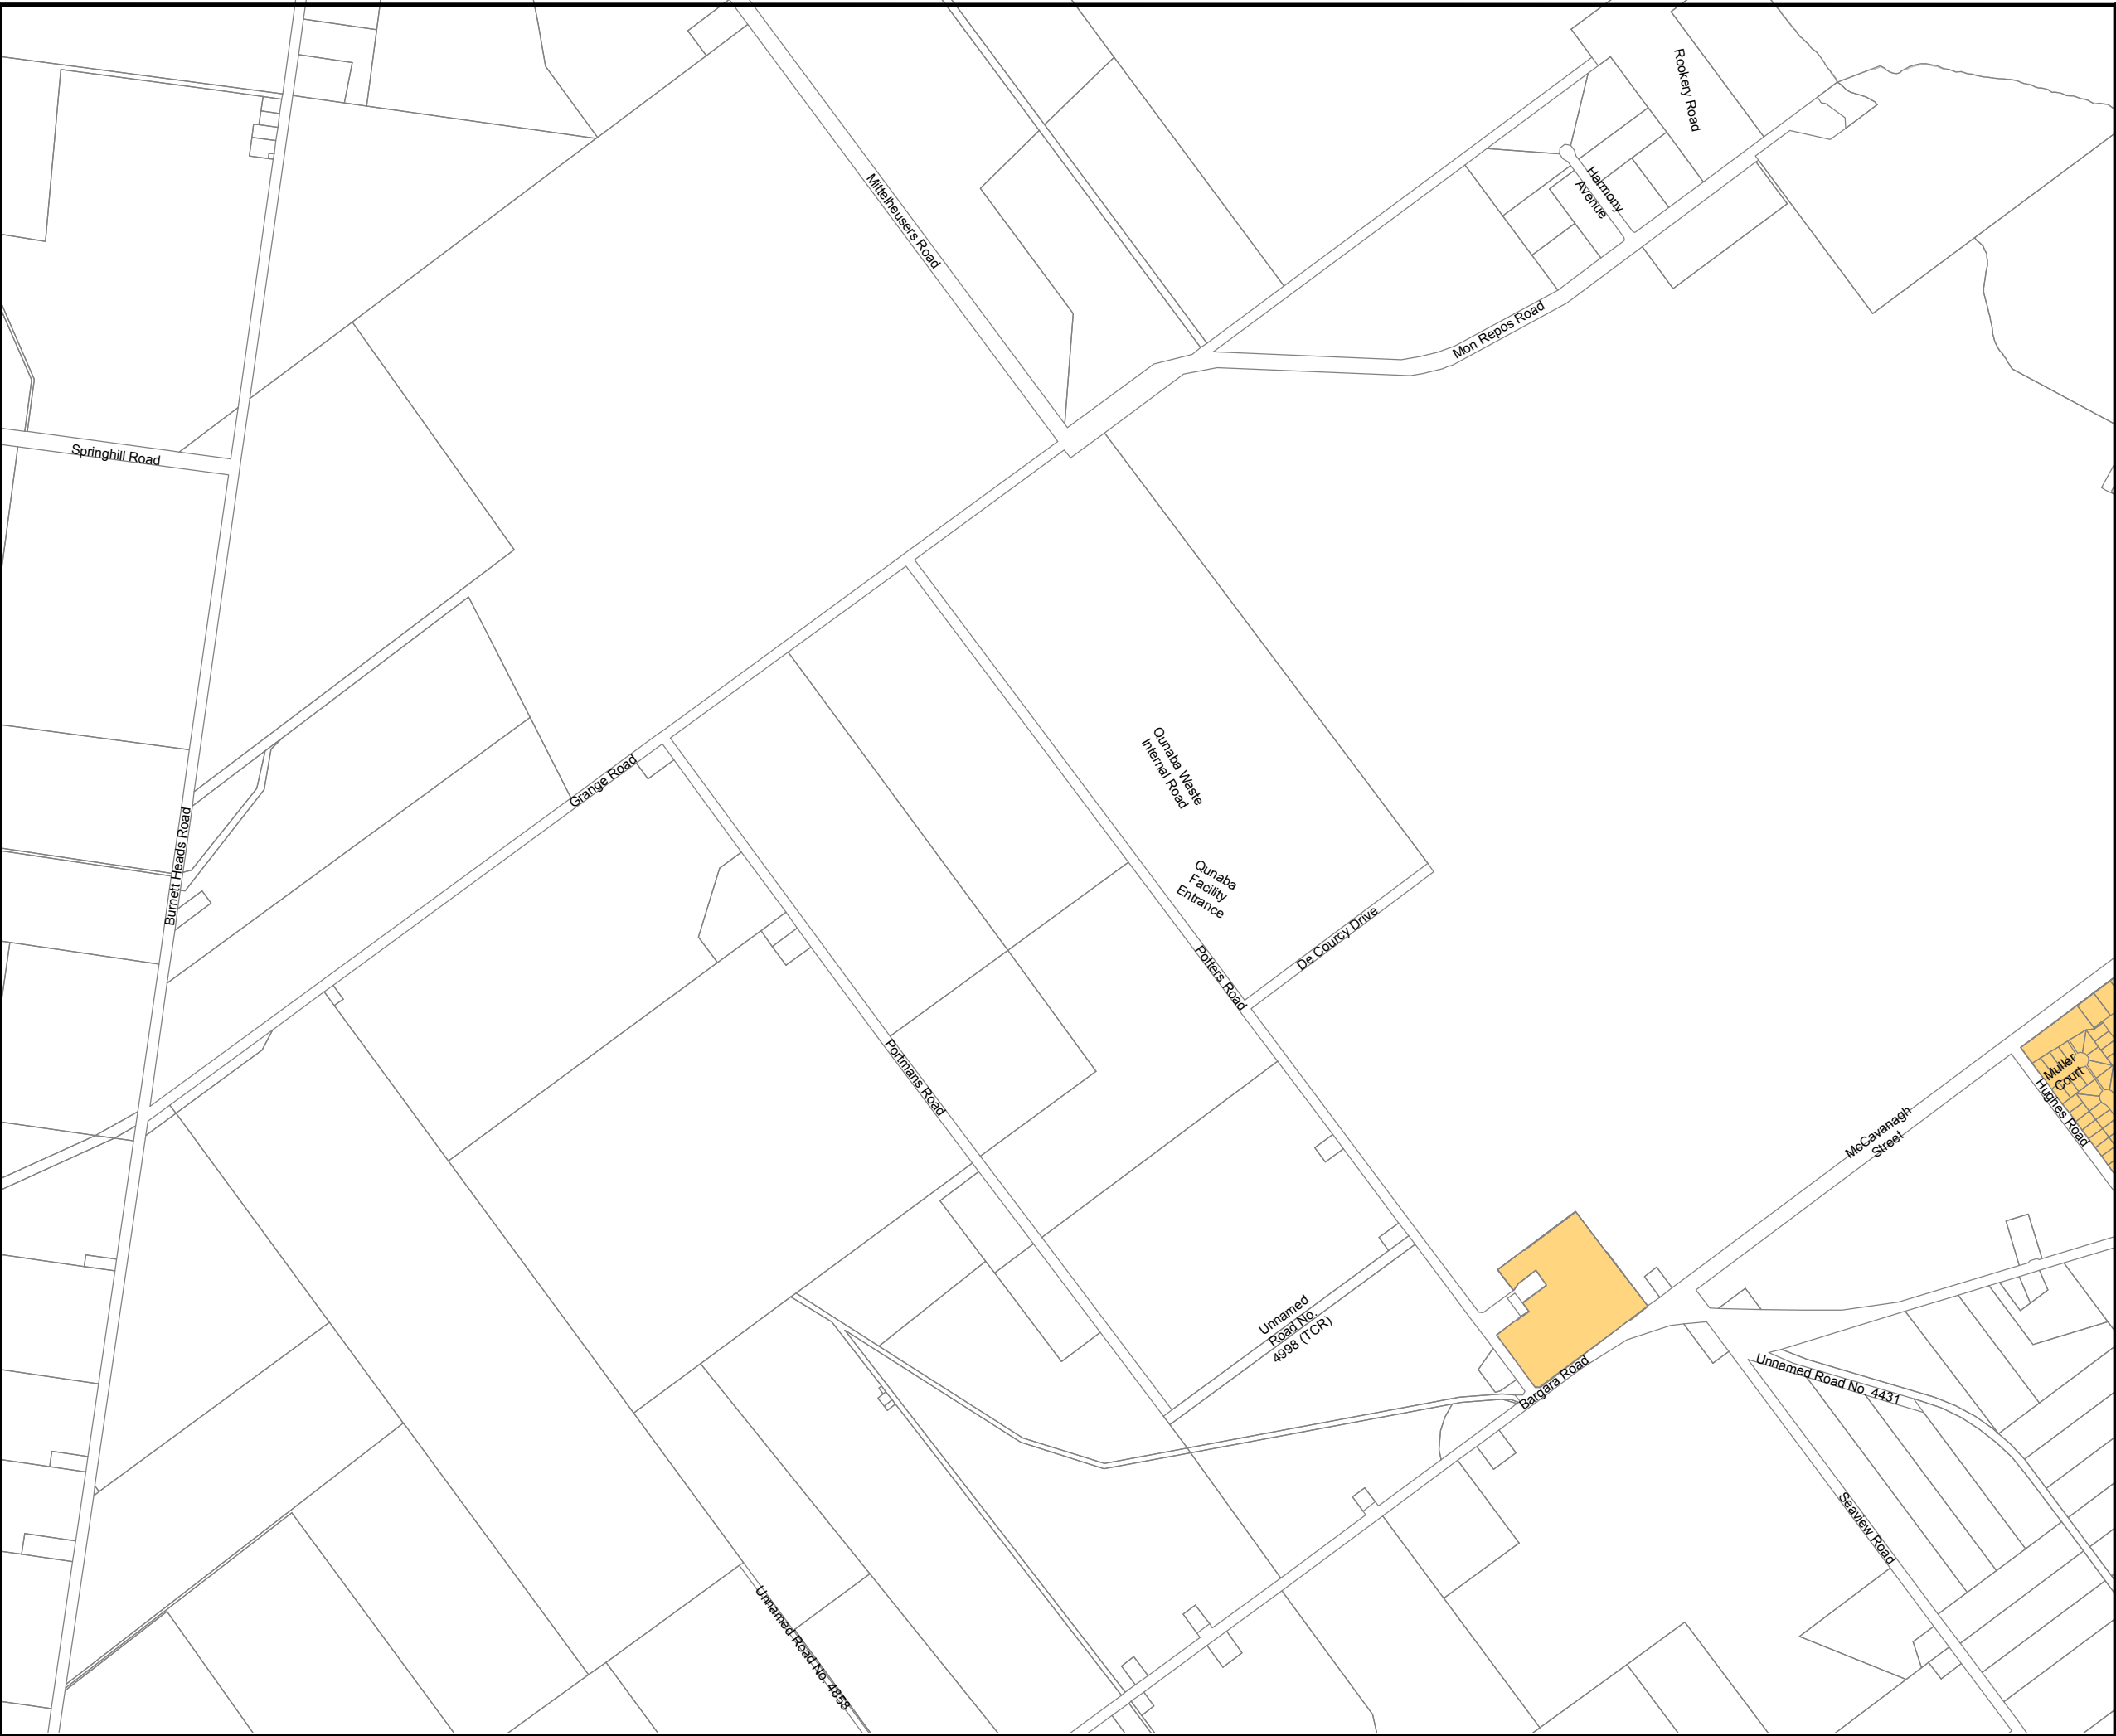 Rookery Road
Harmony
Avenue
Mittelheusers Road
Mon Repos Road
Springhill Road
Qunaba Waste
Internal Road
Grange Road
Burnett Heads Road
Qunaba
Facility
Entrance
De Courcy Drive
Potters Road
Portmans Road
Muller
Court
Hughes Road
McCavanagh
Street
Unnamed
Road No.
4998 (TCR)
Bargara Road
Unnamed Road No. 4431
Seaview Road
Unnamed Road No. 4858